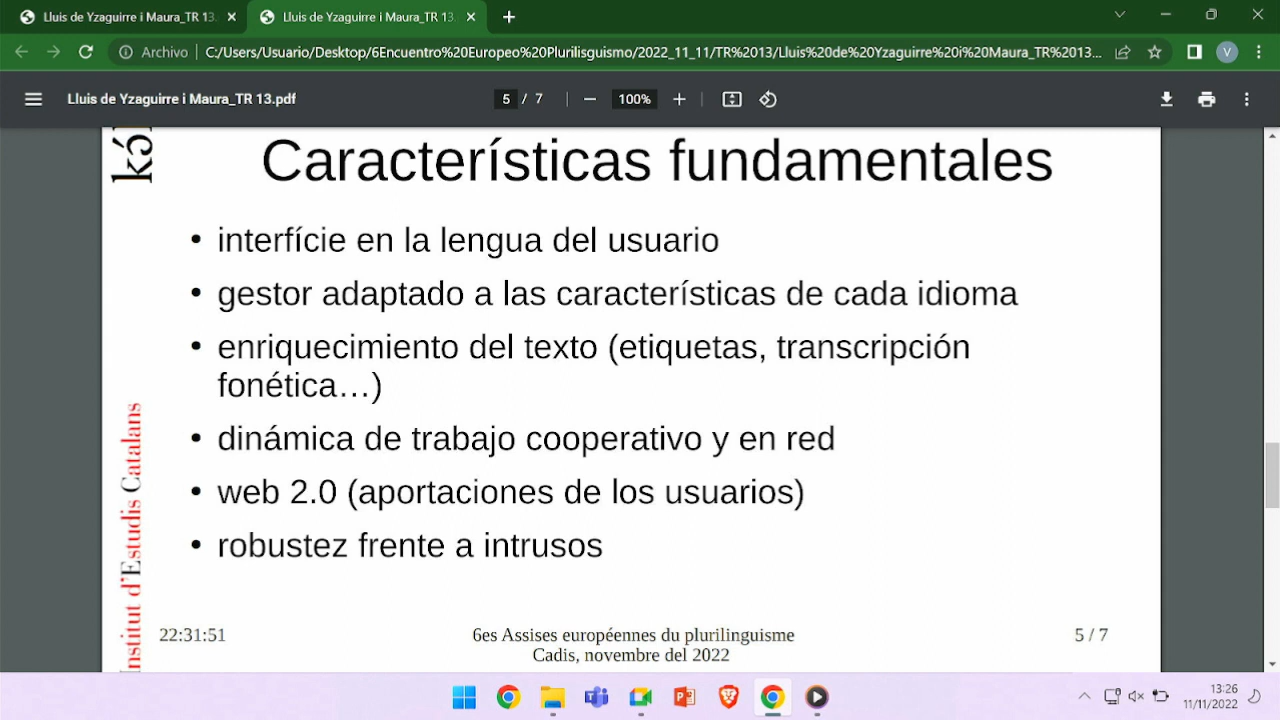 Lluis de Yzaguirre i Maura_TR 13.
Lluis de Yzaguirre i Maura_TR 13.
Archivo
C:/Users/Usuario/Desktop/6Encuentro%20Europeo%20Plurilisguismo/2022_11_11/TR%2013/Lluis%20de%20Yzaguirre%20i%20Maura_TR%2013...
V
Lluis de Yzaguirre i Maura_TR 13.pdf
5 / 7
100%
Características fundamentales
• interfície en la lengua del usuario
• gestor adaptado a las características de cada idioma
• enriquecimiento del texto (etiquetas, transcripción
fonética…)
• dinámica de trabajo cooperativo y en red
• web 2.0 (aportaciones de los usuarios)
• robustez frente a intrusos
kɔ́
nstitut d'Estudis Catalans
22:31:51
6es Assises européennes du plurilinguisme
Cadis, novembre del 2022
5 / 7
13:26
11/11/2022